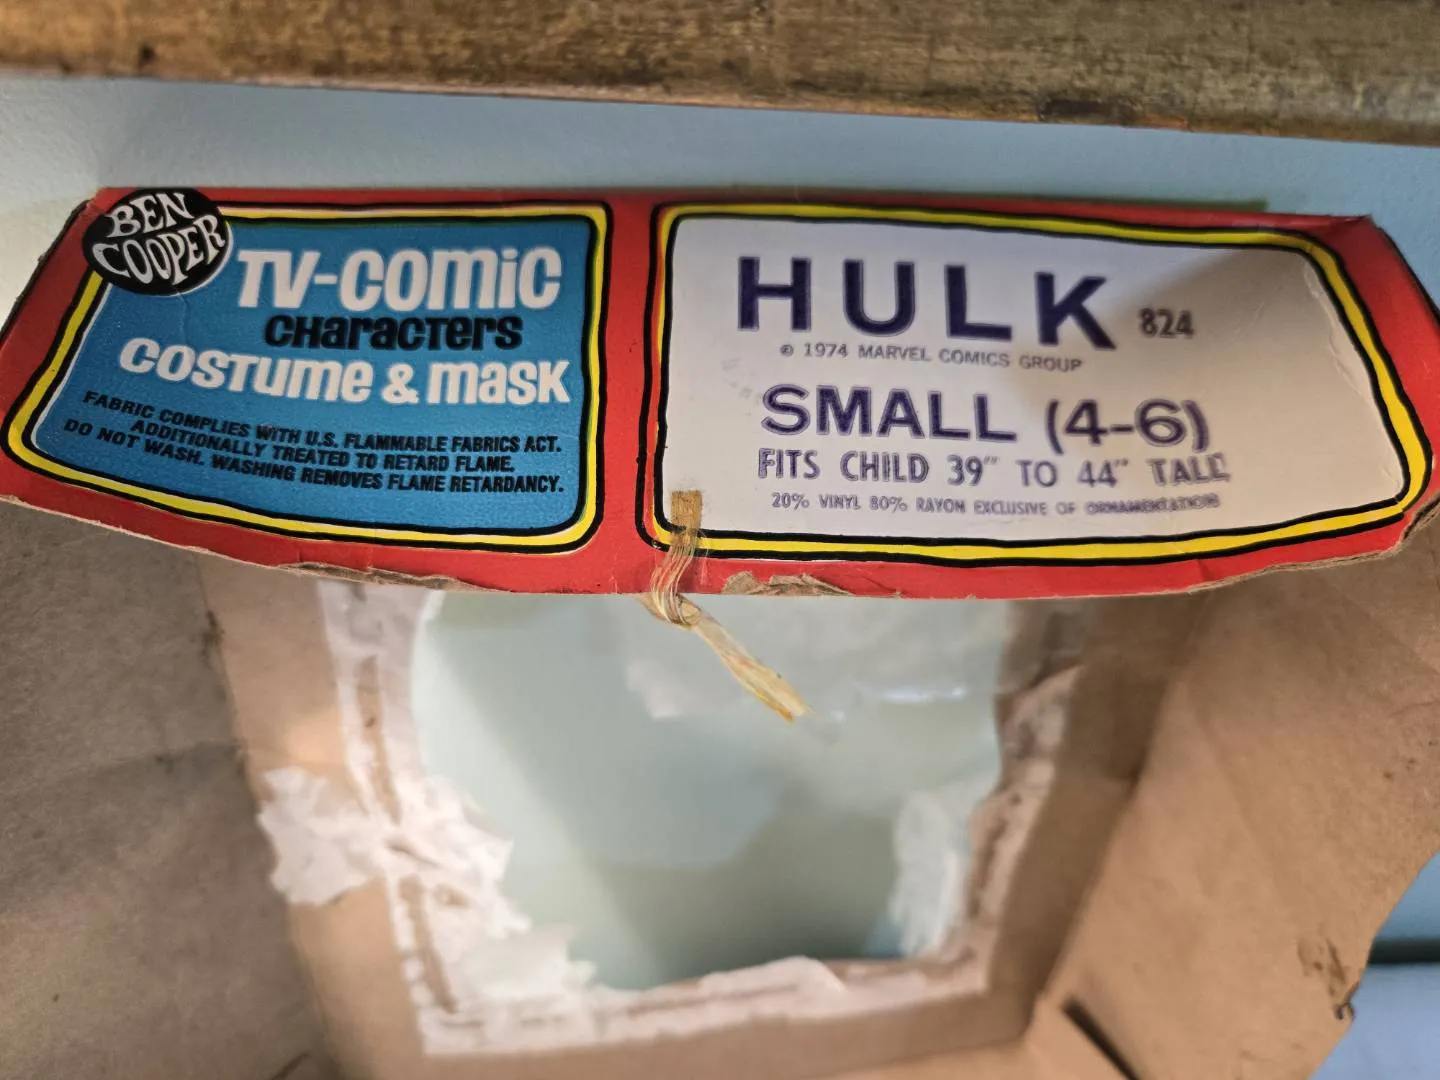 BEN
COOPER
TV-COMIC
CHARACTERS
COSTUME & MASK
FABRIC COMPLIES WITH U.S. FLAMMABLE FABRICS ACT.
ADDITIONALLY TREATED TO RETARD FLAME.
DO NOT WASH. WASHING REMOVES FLAME RETARDANCY.
HULK 824
© 1974 MARVEL COMICS GROUP
SMALL (4-6)
FITS CHILD 39" TO 44" TALL
20% VINYL 80% RAYON EXCLUSIVE OF ORNAMENTATION